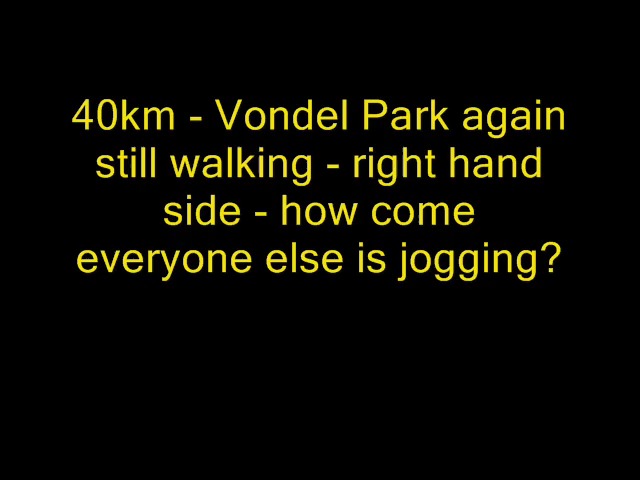 40km - Vondel Park again
still walking - right hand
side - how come
everyone else is jogging?